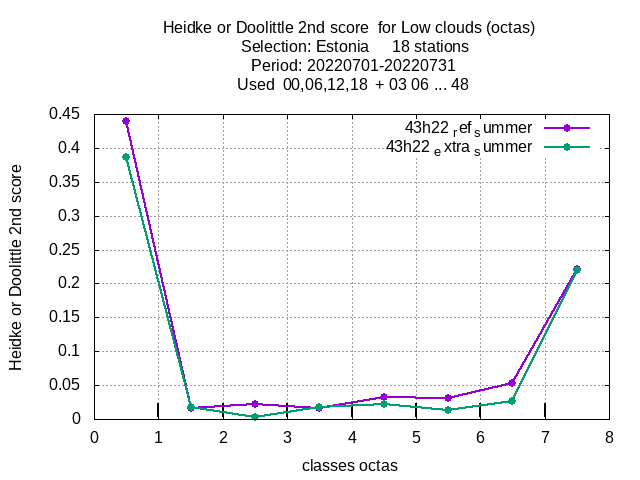 Heidke or Doolittle 2nd score  for Low clouds (octas)
Selection: Estonia     18 stations
Period: 20220701-20220731
Used  00,06,12,18  + 03 06 ... 48
43h22 ref summer
43h22 extra summer
Heidke or Doolittle 2nd score
0.45
0.4
0.35
0.3
0.25
0.2
0.15
0.1
0.05
0
0 1 2 3 4 5 6 7 8
classes octas